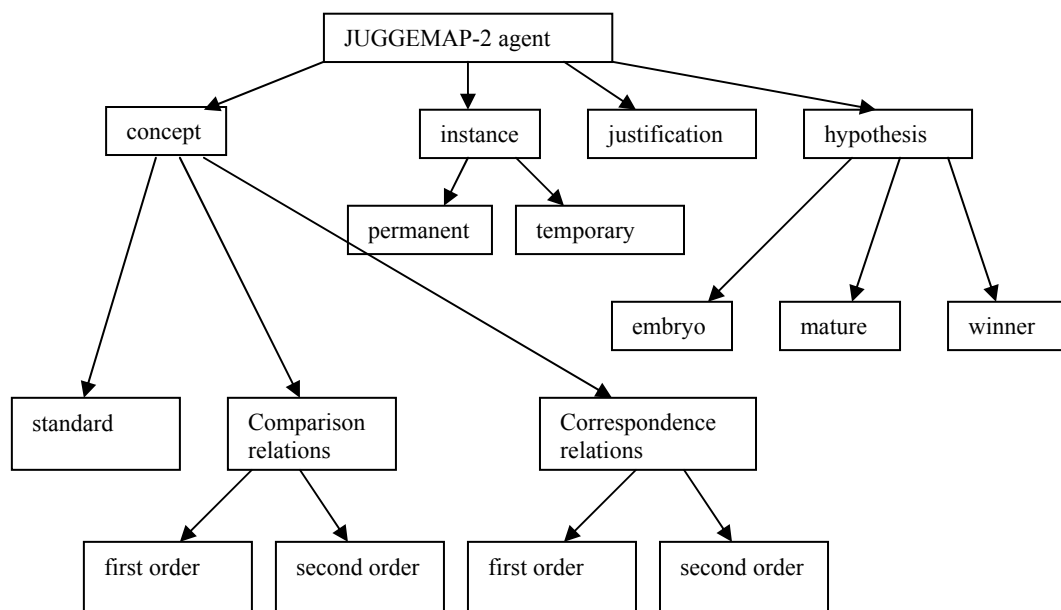 JUGGEMAP-2 agent
concept
instance
justification
hypothesis
permanent
temporary
embryo
mature
winner
standard
Comparison
relations
Correspondence
relations
first order
second order
first order
second order